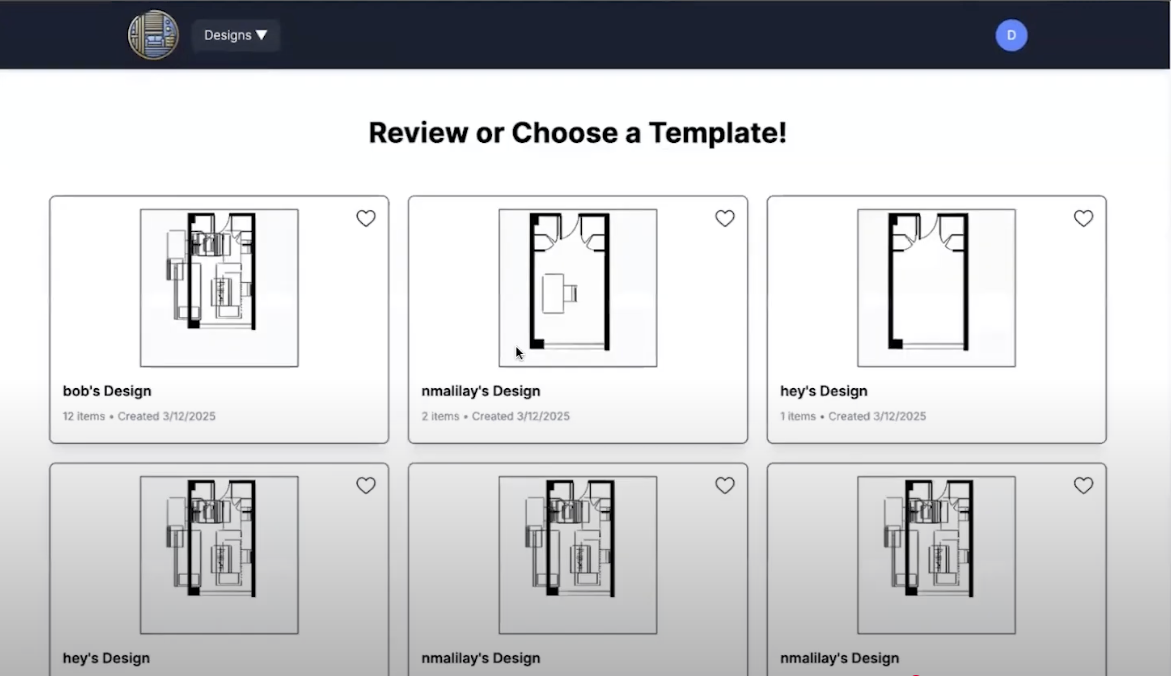 Designs ▼
D
Review or Choose a Template!
bob's Design
12 items • Created 3/12/2025
nmalilay's Design
2 items • Created 3/12/2025
hey's Design
1 items • Created 3/12/2025
hey's Design
nmalilay's Design
nmalilay's Design